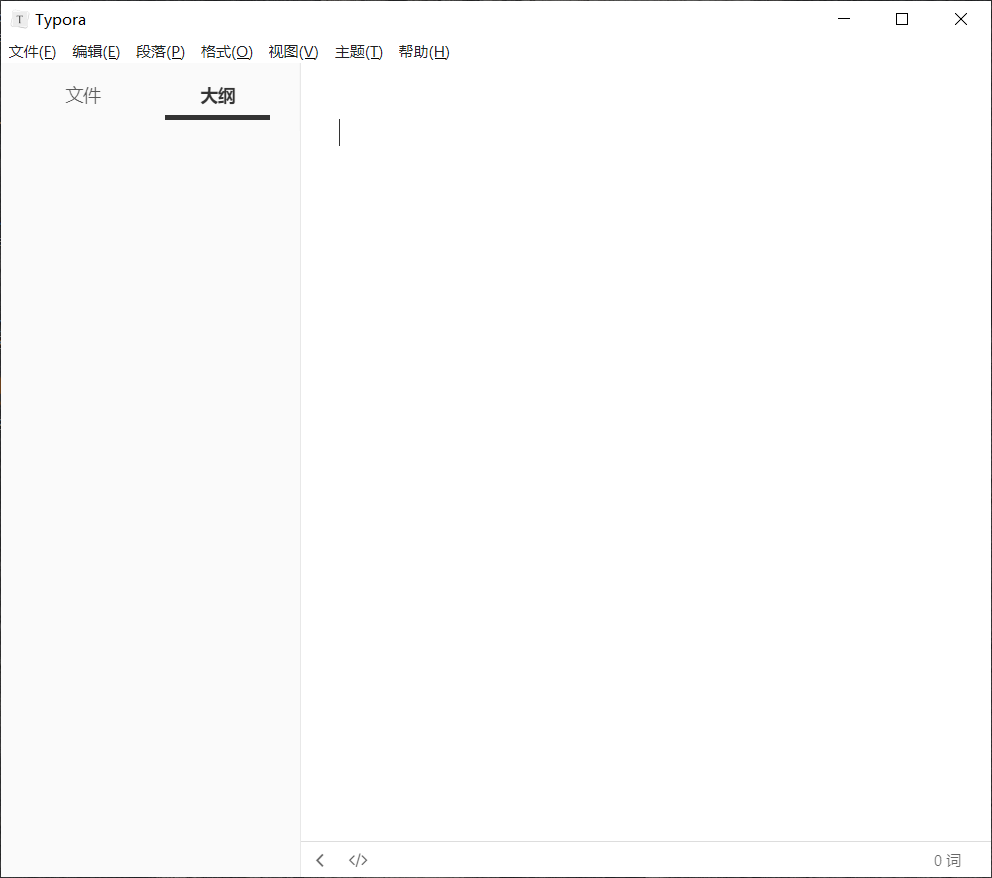 T Typora
文件(F) 编辑(E) 段落(P) 格式(O) 视图(V) 主题(T) 帮助(H)
文件 大纲
</> 0 词